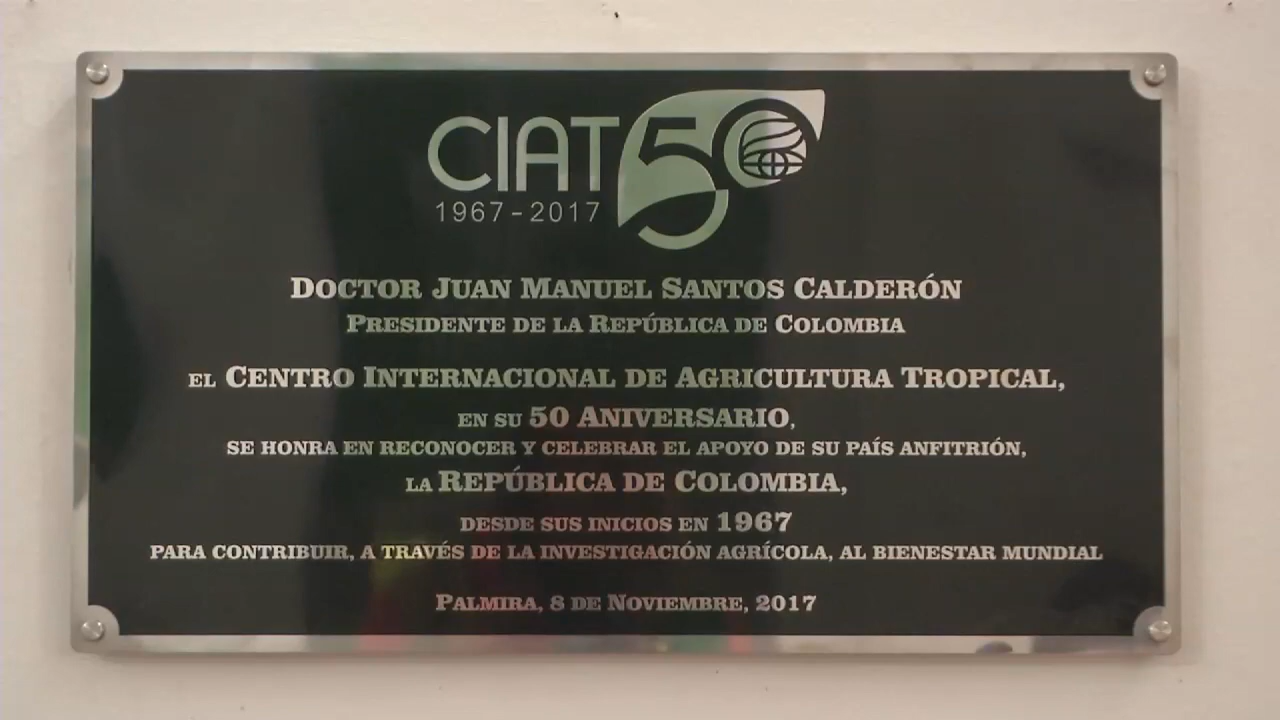 CIAT 50
1967-2017
DOCTOR JUAN MANUEL SANTOS CALDERÓN
PRESIDENTE DE LA REPÚBLICA DE COLOMBIA
EL CENTRO INTERNACIONAL DE AGRICULTURA TROPICAL,
EN SU 50 ANIVERSARIO,
SE HONRA EN RECONOCER Y CELEBRAR EL APOYO DE SU PAÍS ANFITRIÓN,
LA REPÚBLICA DE COLOMBIA,
DESDE SUS INICIOS EN 1967
PARA CONTRIBUIR, A TRAVÉS DE LA INVESTIGACIÓN AGRÍCOLA, AL BIENESTAR MUNDIAL
PALMIRA, 8 DE NOVIEMBRE, 2017